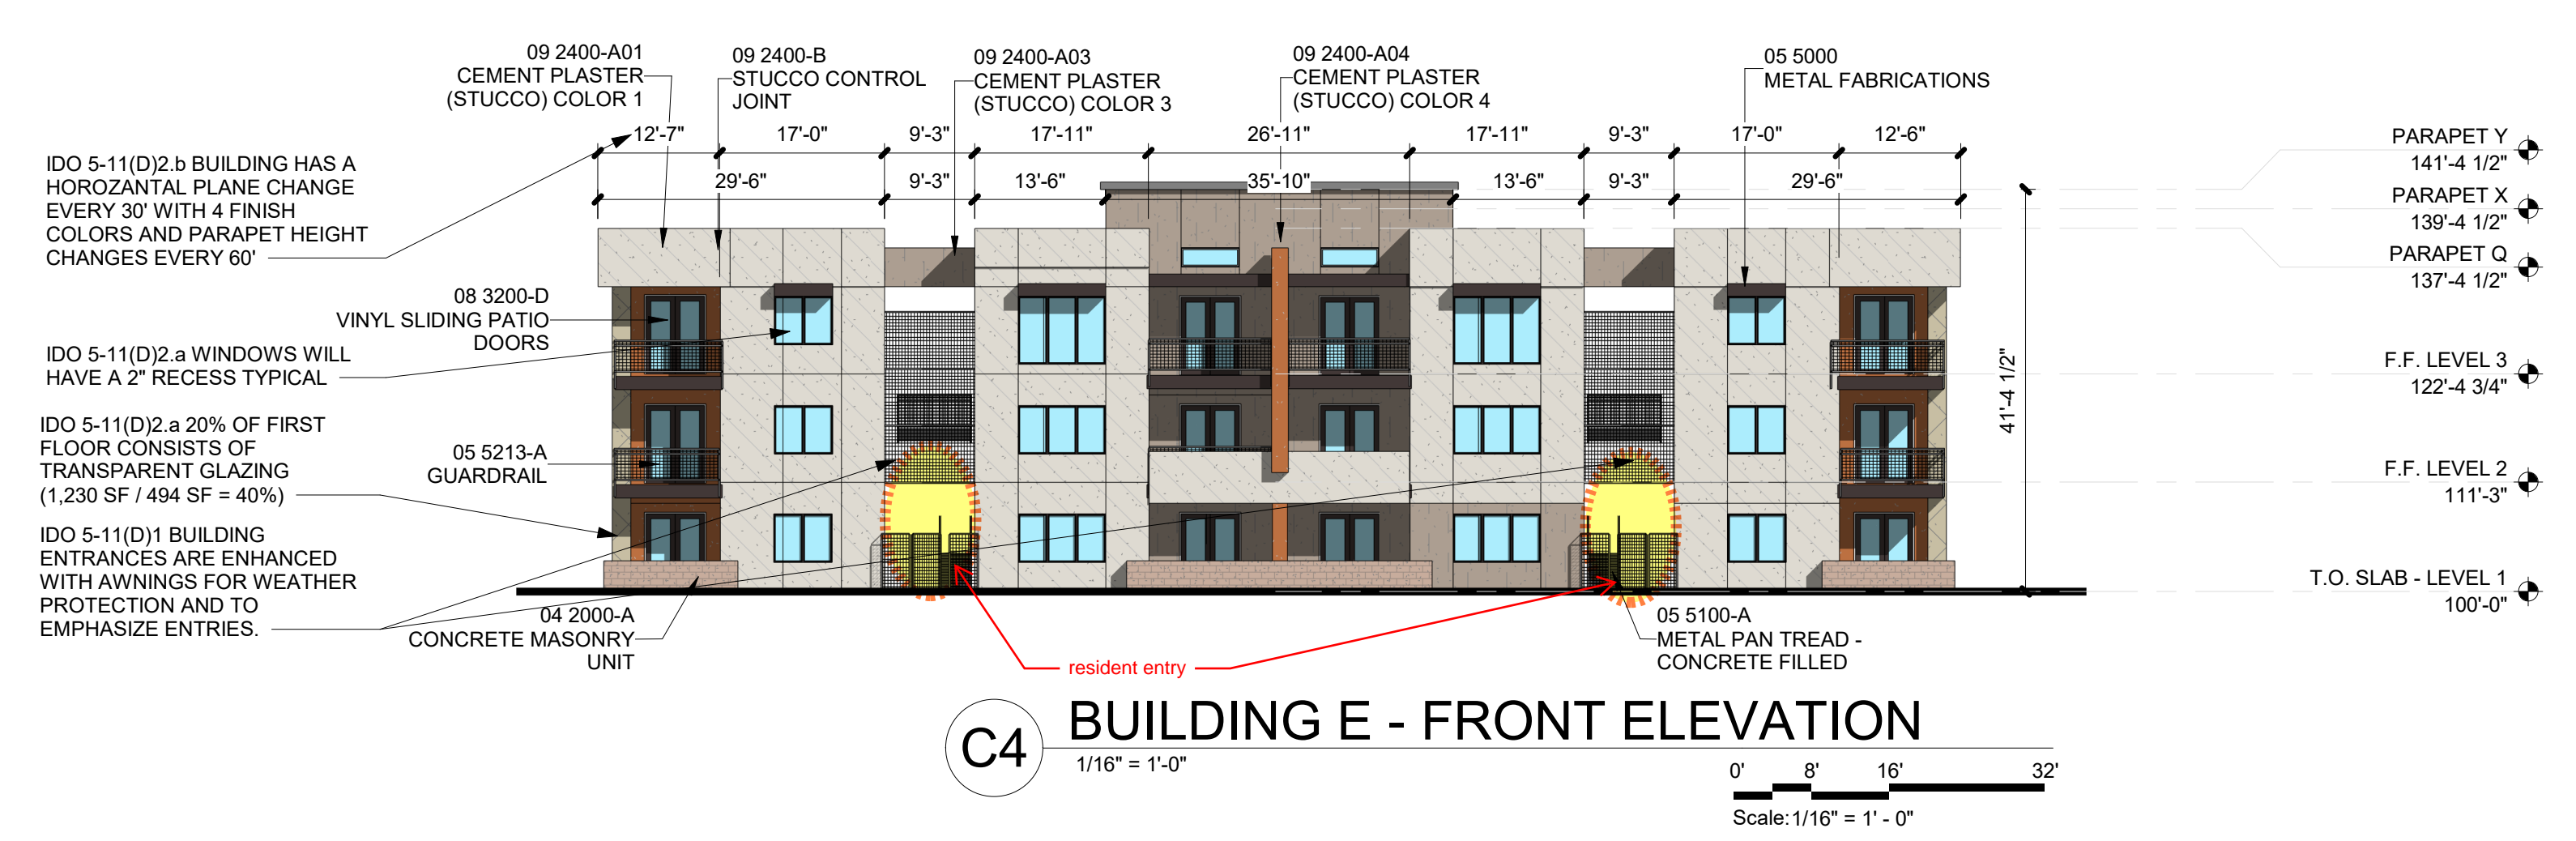 09 2400-A01
CEMENT PLASTER
(STUCCO) COLOR 1
09 2400-B
STUCCO CONTROL
JOINT
09 2400-A03
CEMENT PLASTER
(STUCCO) COLOR 3
09 2400-A04
CEMENT PLASTER
(STUCCO) COLOR 4
05 5000
METAL FABRICATIONS
12'-7"
17'-0"
9'-3"
17'-11"
26'-11"
17'-11"
9'-3"
17'-0"
12'-6"
29'-6"
9'-3"
13'-6"
35'-10"
13'-6"
9'-3"
29'-6"
IDO 5-11(D)2.b BUILDING HAS A
HOROZANTAL PLANE CHANGE
EVERY 30' WITH 4 FINISH
COLORS AND PARAPET HEIGHT
CHANGES EVERY 60'
08 3200-D
VINYL SLIDING PATIO
DOORS
IDO 5-11(D)2.a WINDOWS WILL
HAVE A 2" RECESS TYPICAL
IDO 5-11(D)2.a 20% OF FIRST
FLOOR CONSISTS OF
TRANSPARENT GLAZING
(1,230 SF / 494 SF = 40%)
05 5213-A
GUARDRAIL
IDO 5-11(D)1 BUILDING
ENTRANCES ARE ENHANCED
WITH AWNINGS FOR WEATHER
PROTECTION AND TO
EMPHASIZE ENTRIES.
04 2000-A
CONCRETE MASONRY
UNIT
resident entry
05 5100-A
METAL PAN TREAD -
CONCRETE FILLED
41'-4 1/2"
PARAPET Y
141'-4 1/2"
PARAPET X
139'-4 1/2"
PARAPET Q
137'-4 1/2"
F.F. LEVEL 3
122'-4 3/4"
F.F. LEVEL 2
111'-3"
T.O. SLAB - LEVEL 1
100'-0"
C4
BUILDING E - FRONT ELEVATION
1/16" = 1'-0"
0' 8' 16' 32'
Scale:1/16" = 1' - 0"